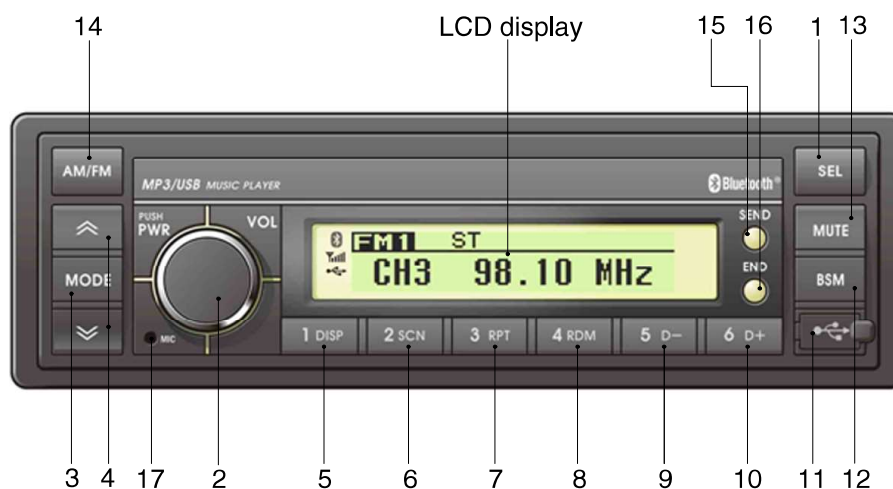 14 LCD display 15 16 1 13
AM/FM
MP3/USB MUSIC PLAYER
Bluetooth®
SEL
PUSH
PWR
VOL
FM1 ST
CH3 98.10 MHz
SEND
END
MUTE
MODE
BSM
MIC
1 DISP
2 SCN
3 RPT
4 RDM
5 D−
6 D+
3 4 17 2 5 6 7 8 9 10 11 12